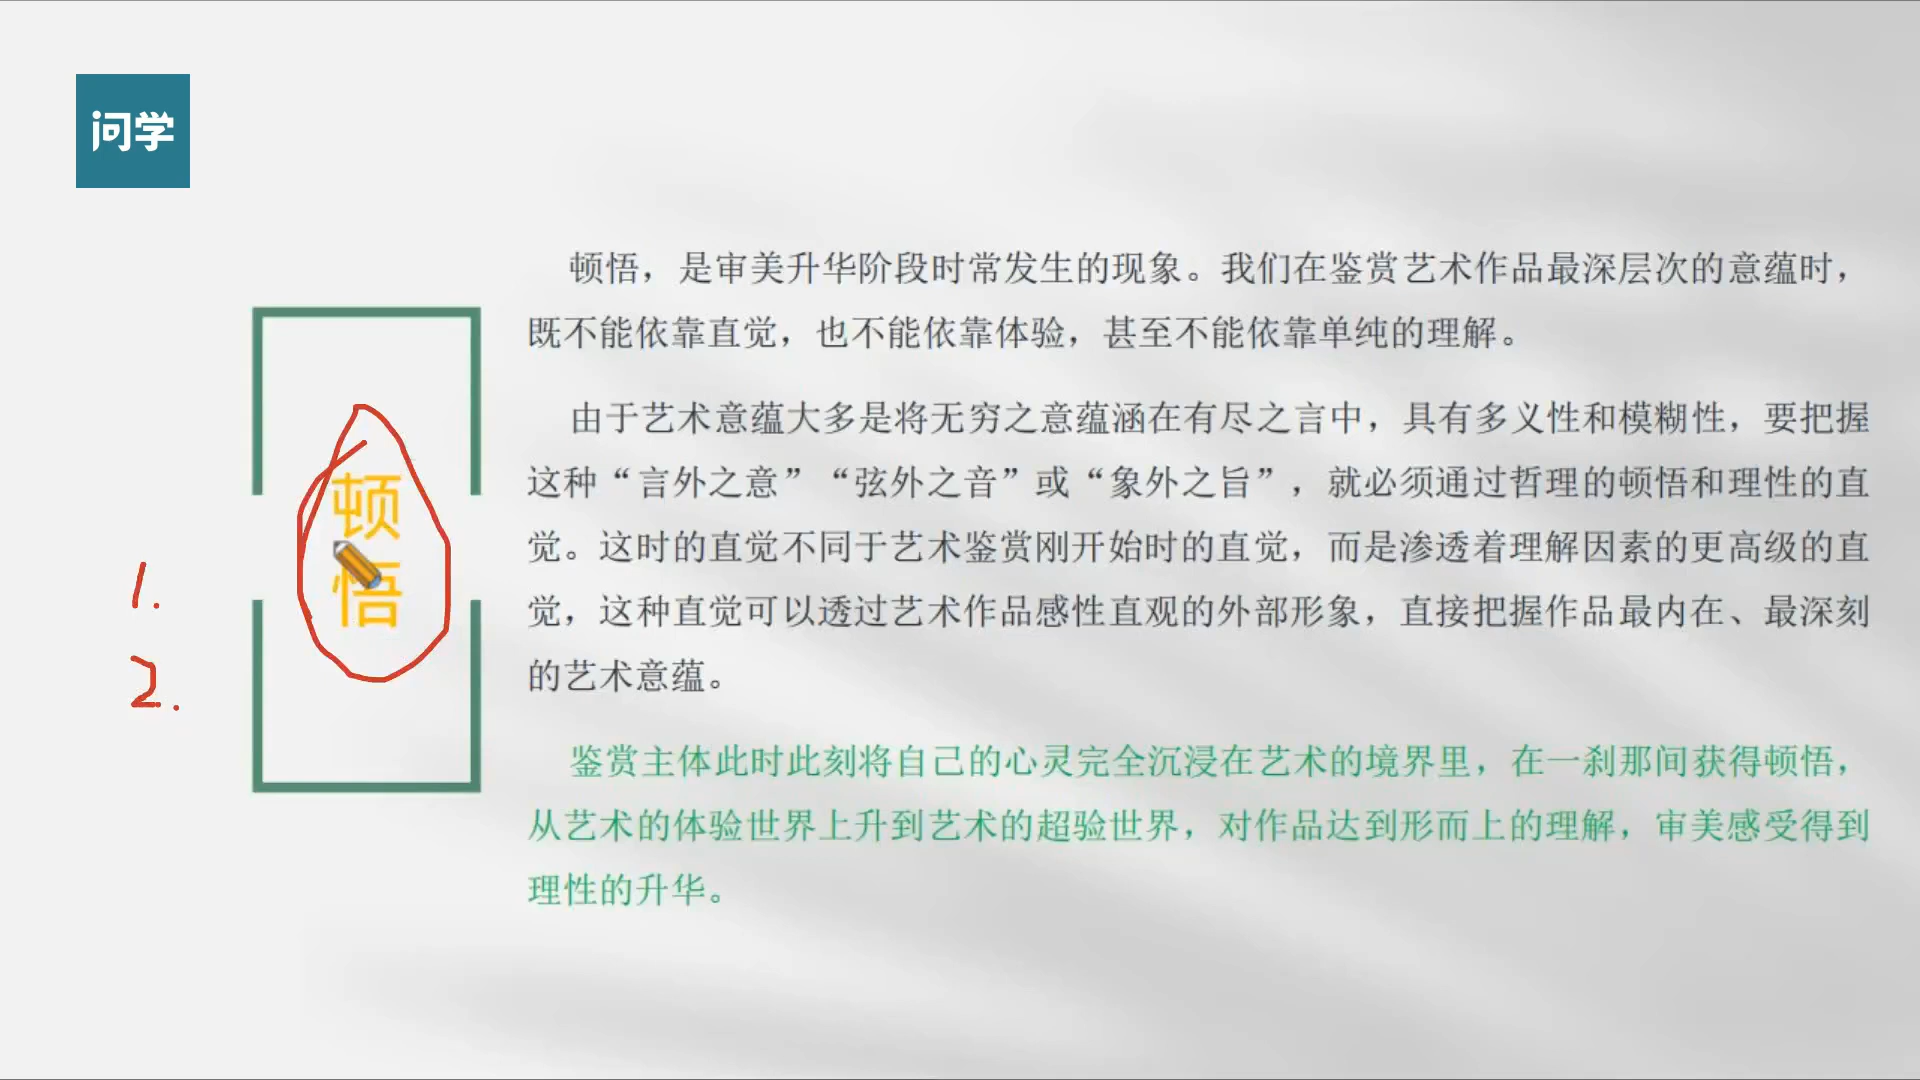 问学
顿悟，是审美升华阶段时常发生的现象。我们在鉴赏艺术作品最深层次的意蕴时，
既不能依靠直觉，也不能依靠体验，甚至不能依靠单纯的理解。
由于艺术意蕴大多是将无穷之意蕴涵在有尽之言中，具有多义性和模糊性，要把握
这种“言外之意”“弦外之音”或“象外之旨”，就必须通过哲理的顿悟和理性的直
觉。这时的直觉不同于艺术鉴赏刚开始时的直觉，而是渗透着理解因素的更高级的直
觉，这种直觉可以透过艺术作品感性直观的外部形象，直接把握作品最内在、最深刻
的艺术意蕴。
鉴赏主体此时此刻将自己的心灵完全沉浸在艺术的境界里，在一刹那间获得顿悟，
从艺术的体验世界上升到艺术的超验世界，对作品达到形而上的理解，审美感受得到
理性的升华。
顿
悟
1.
2.